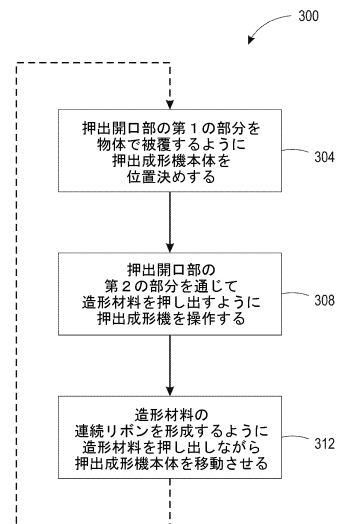 300
押出開口部の第１の部分を
物体で被覆するように
押出成形機本体を
位置決めする
304
押出開口部の
第２の部分を通じて
造形材料を押し出すように
押出成形機を操作する
308
造形材料の
連続リボンを形成するように
造形材料を押し出しながら
押出成形機本体を移動させる
312